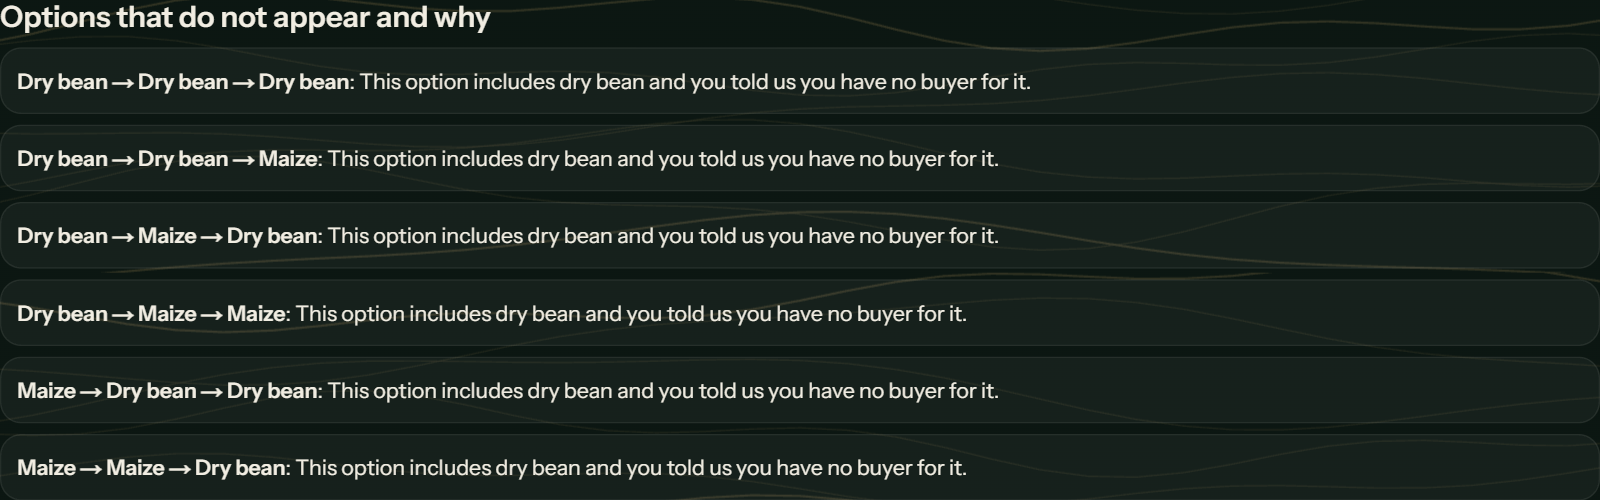 Options that do not appear and why
Dry bean → Dry bean → Dry bean: This option includes dry bean and you told us you have no buyer for it.
Dry bean → Dry bean → Maize: This option includes dry bean and you told us you have no buyer for it.
Dry bean → Maize → Dry bean: This option includes dry bean and you told us you have no buyer for it.
Dry bean → Maize → Maize: This option includes dry bean and you told us you have no buyer for it.
Maize → Dry bean → Dry bean: This option includes dry bean and you told us you have no buyer for it.
Maize → Maize → Dry bean: This option includes dry bean and you told us you have no buyer for it.